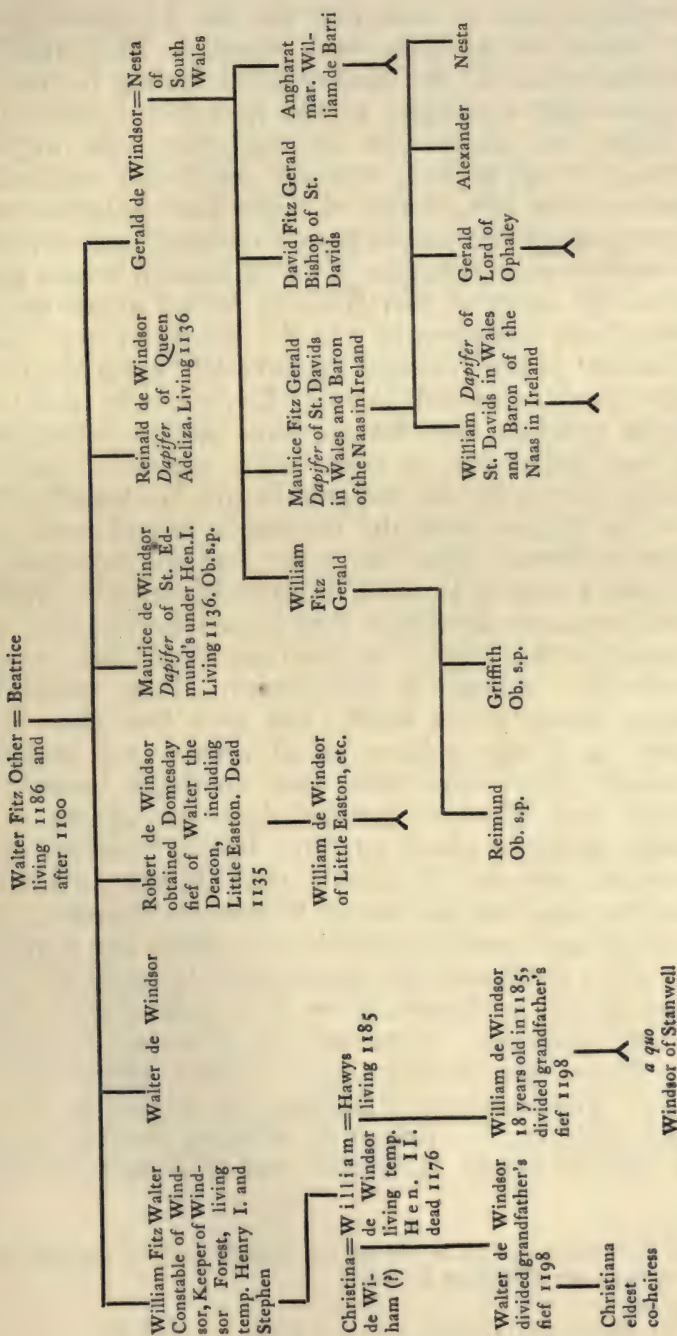 Walter Fitz Other = Beatrice
living 1186 and
after 1100
William Fitz Walter
Constable of Wind-
sor, Keeper of Wind-
sor Forest, living
temp. Henry I. and
Stephen
Walter de Windsor
Robert de Windsor
obtained Domesday
fief of Walter the
Deacon, including
Little Easton. Dead
1135
Maurice de Windsor
Dapifer of St. Ed-
mund's under Hen. I.
Living 1136. Ob. s.p.
Reinald de Windsor
Dapifer of Queen
Adeliza. Living 1136
Gerald de Windsor = Nesta
of
South
Wales
Christina = William = Hawys
de Wi- de Windsor living 1185
ham (?) living temp.
Hen. II.
dead 1176
William de Windsor
of Little Easton, etc.
William
Fitz
Gerald
Maurice Fitz Gerald
Dapifer of St. Davids
in Wales and Baron
of the Naas in Ireland
David Fitz Gerald
Bishop of St.
Davids
Angharat
mar. Wil-
liam de Barri
Walter de Windsor
divided grandfather's
fief 1198
William de Windsor
18 years old in 1185,
divided grandfather's
fief 1198
Reimund
Ob. s.p.
Griffith
Ob. s.p.
William Dapifer of
St. Davids in Wales
and Baron of the
Naas in Ireland
Gerald
Lord of
Ophaley
Alexander
Nesta
Christiana
eldest
co-heiress
a quo
Windsor of Stanwell